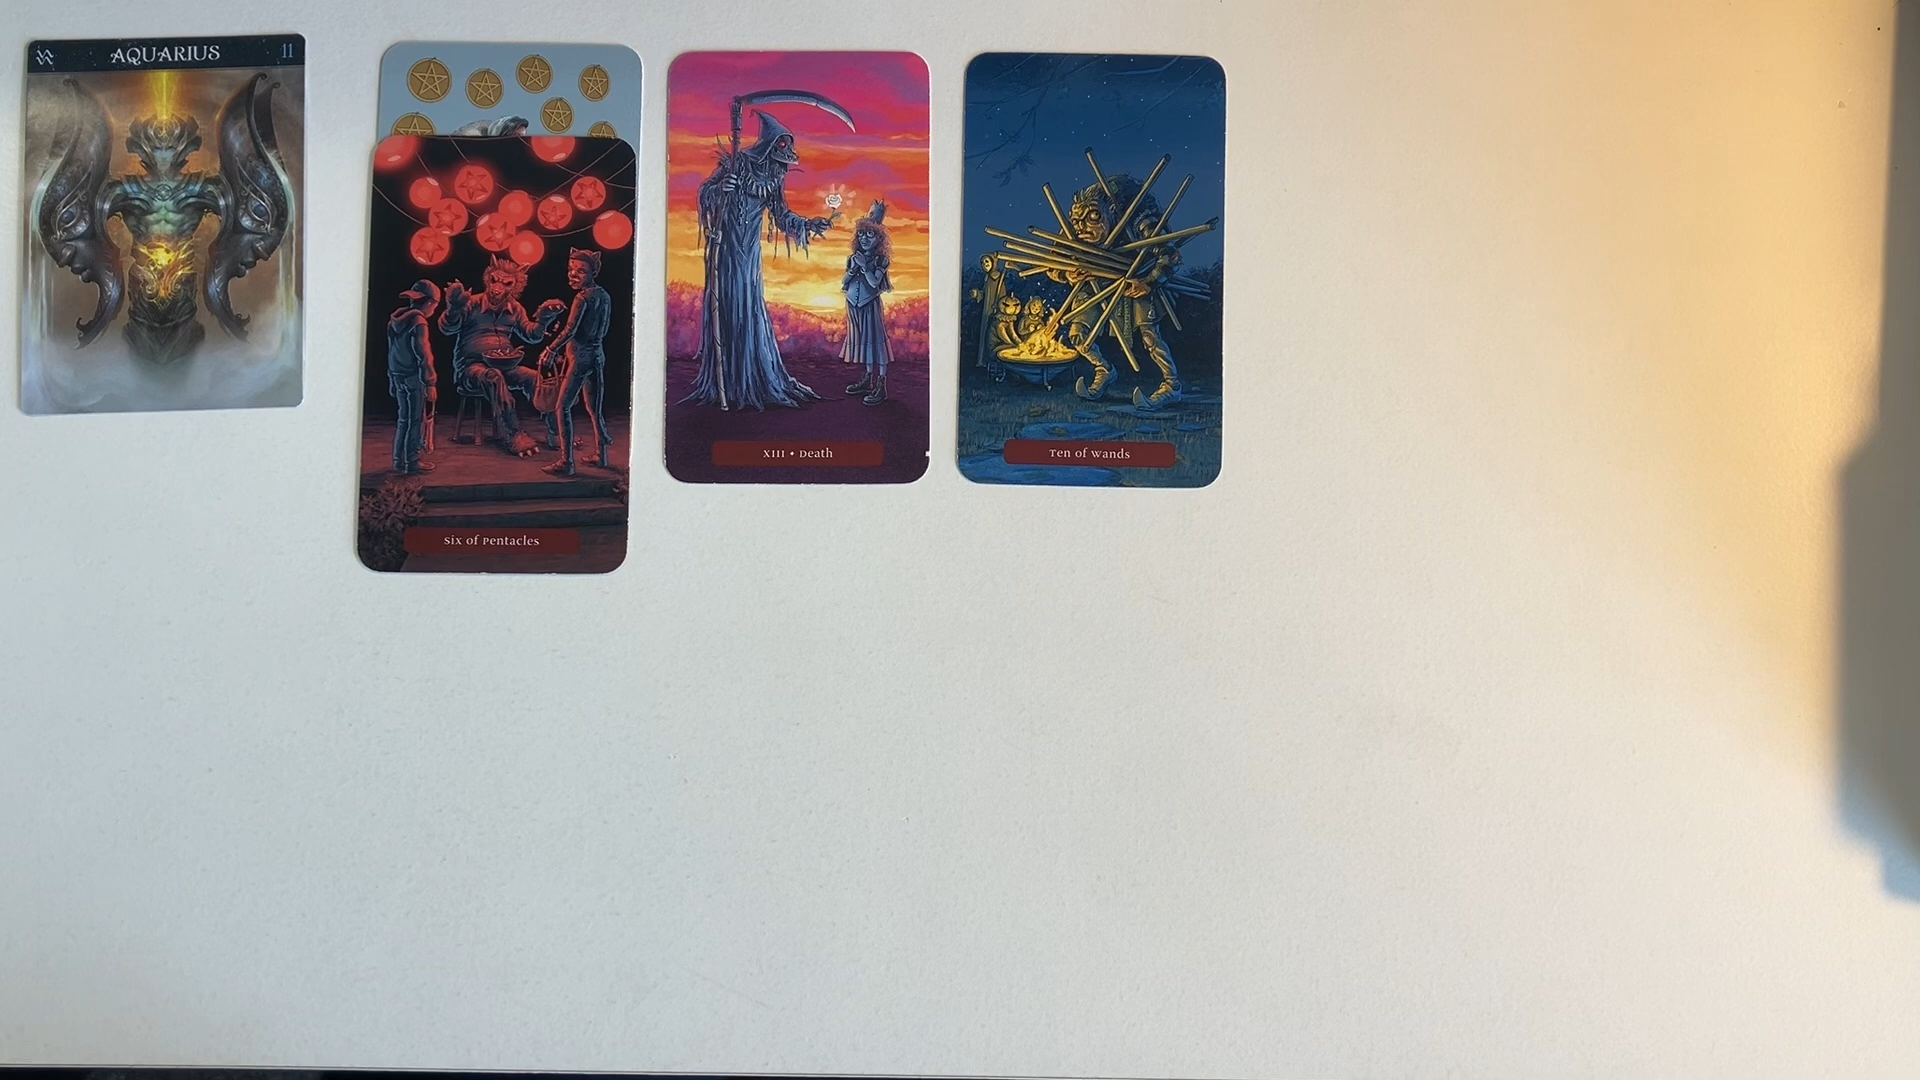 AQUARIUS 11
six of pentacles
XIII • Death
Ten of wands